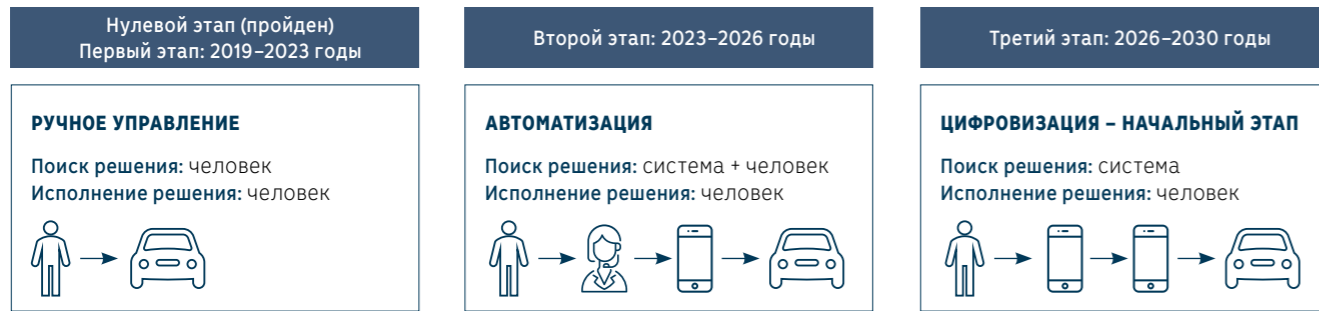 Нулевой этап (пройден)
Первый этап: 2019–2023 годы
РУЧНОЕ УПРАВЛЕНИЕ
Поиск решения: человек
Исполнение решения: человек
Второй этап: 2023–2026 годы
АВТОМАТИЗАЦИЯ
Поиск решения: система + человек
Исполнение решения: человек
Третий этап: 2026–2030 годы
ЦИФРОВИЗАЦИЯ – НАЧАЛЬНЫЙ ЭТАП
Поиск решения: система
Исполнение решения: человек